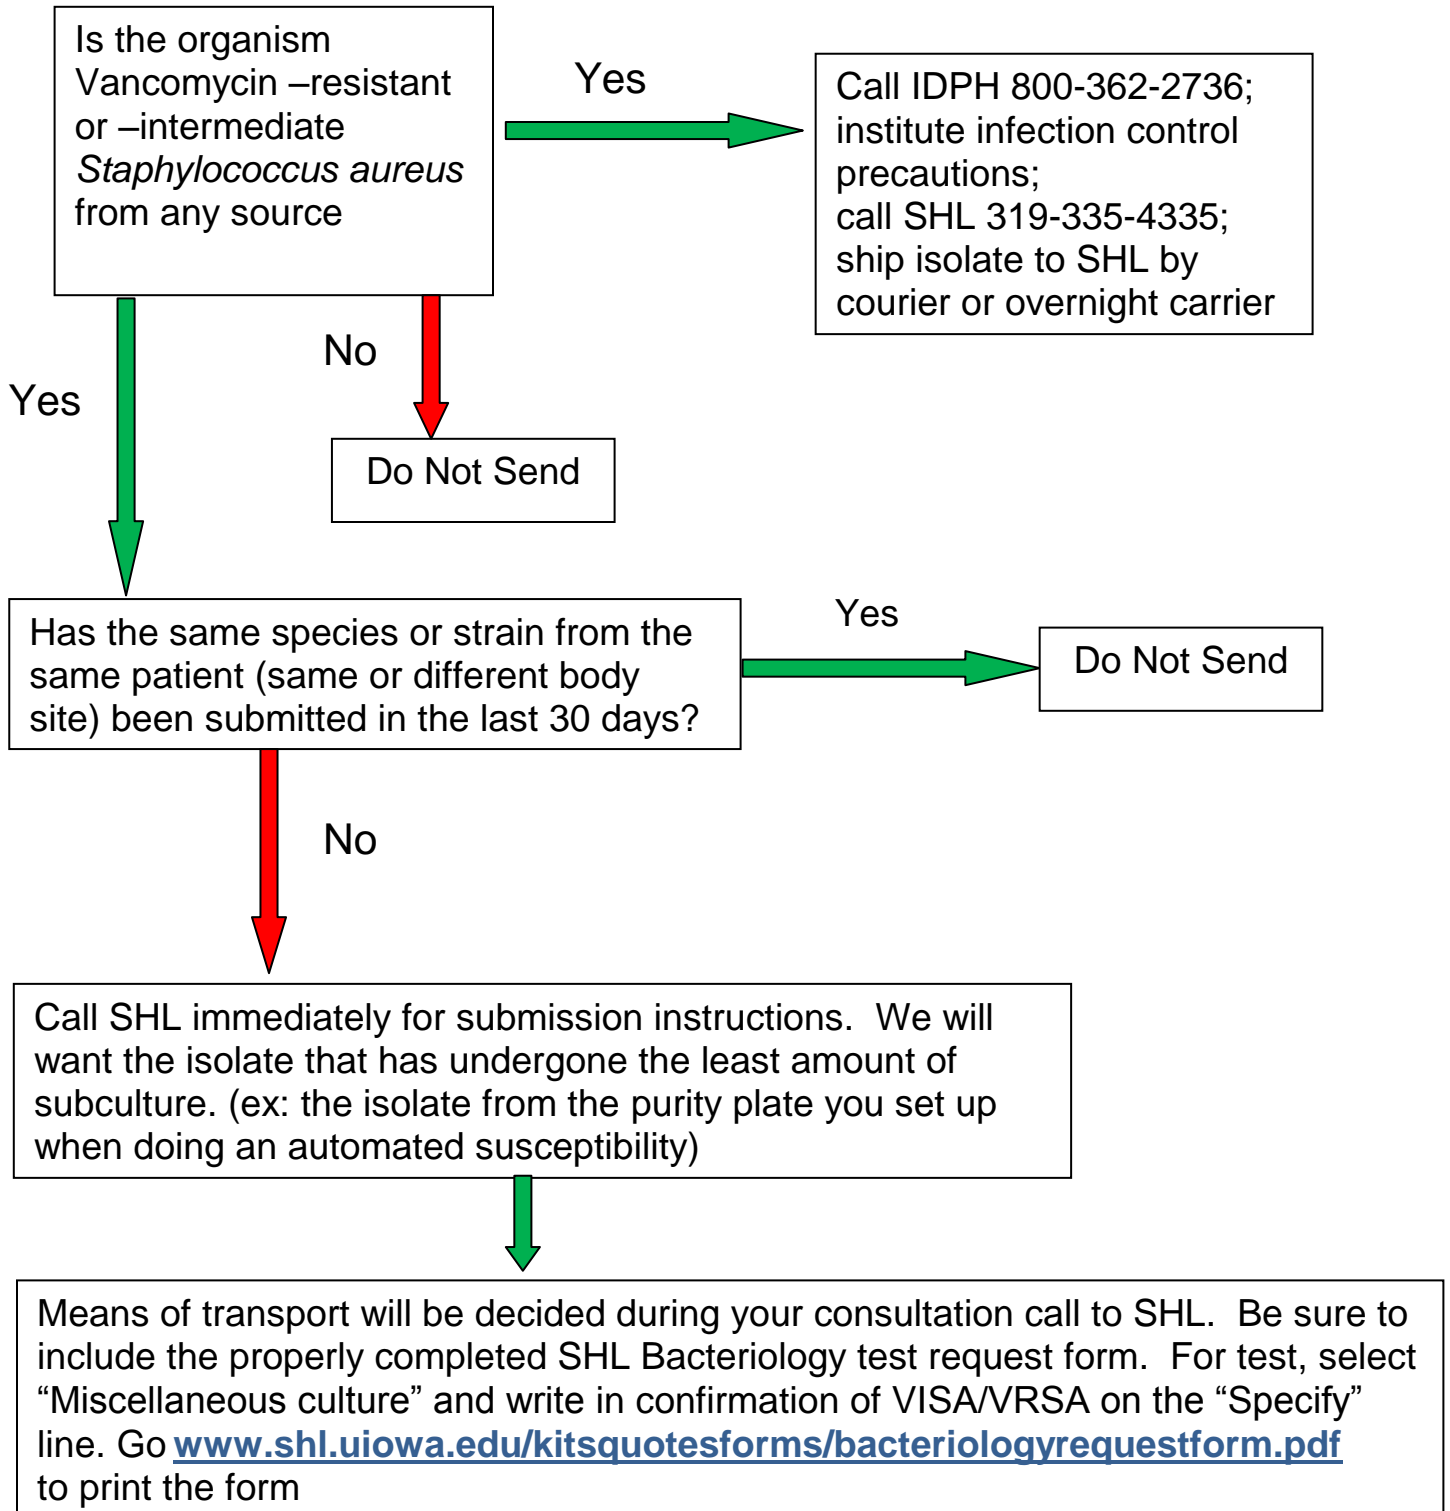 Is the organism
Vancomycin –resistant
or –intermediate
Staphylococcus aureus
from any source
Yes
Call IDPH 800-362-2736;
institute infection control
precautions;
call SHL 319-335-4335;
ship isolate to SHL by
courier or overnight carrier
No
Yes
Do Not Send
Has the same species or strain from the
same patient (same or different body
site) been submitted in the last 30 days?
Yes
Do Not Send
No
Call SHL immediately for submission instructions.  We will
want the isolate that has undergone the least amount of
subculture. (ex: the isolate from the purity plate you set up
when doing an automated susceptibility)
Means of transport will be decided during your consultation call to SHL.  Be sure to
include the properly completed SHL Bacteriology test request form.  For test, select
“Miscellaneous culture” and write in confirmation of VISA/VRSA on the “Specify”
line. Go www.shl.uiowa.edu/kitsquotesforms/bacteriologyrequestform.pdf
to print the form